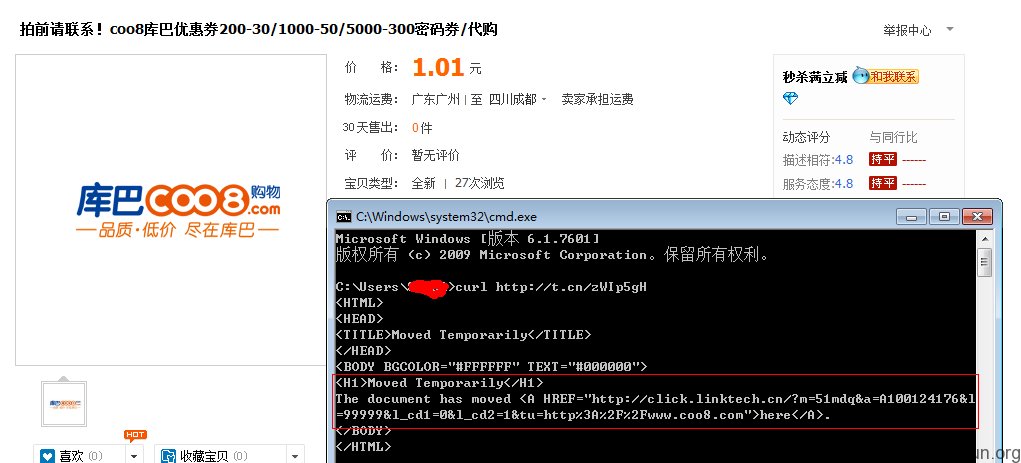 拍前请联系！coo8库巴优惠券200-30/1000-50/5000-300密码券/代购
举报中心
价 格： 1.01 元
物流运费： 广东广州 | 至 四川成都 卖家承担运费
30天售出： 0件
评 价： 暂无评价
宝贝类型： 全新 | 27次浏览
秒杀满立减 和我联系
动态评分 与同行比
描述相符:4.8 持平 ------
服务态度:4.8 持平 ------
库巴coo8购物.com
—品质·低价 尽在库巴—
HOT
喜欢 (0)
收藏宝贝 (0)
C:\Windows\system32\cmd.exe
Microsoft Windows [版本 6.1.7601]
版权所有 (c) 2009 Microsoft Corporation。保留所有权利。
C:\Users\ >curl http://t.cn/zWIp5gH
<HTML>
<HEAD>
<TITLE>Moved Temporarily</TITLE>
</HEAD>
<BODY BGCOLOR="#FFFFFF" TEXT="#000000">
<H1>Moved Temporarily</H1>
The document has moved <A HREF="http://click.linktech.cn/?m=51mdq&a=A100124176&l
=99999&l_cd1=0&l_cd2=1&tu=http%3A%2F%2Fwww.coo8.com">here</A>.
</BODY>
</HTML>
un.org